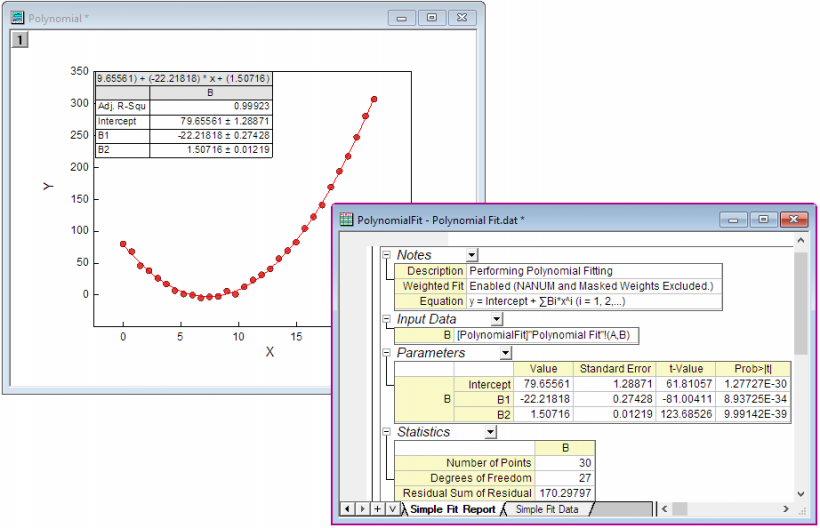 Polynomial *
1
9.65561) + (-22.21818) * x + (1.50716)
B
Adj. R-Squ 0.99923
Intercept 79.65561 ± 1.28871
B1 -22.21818 ± 0.27428
B2 1.50716 ± 0.01219
350
300
250
200
150
100
50
0
Y
0 5 10 15
X
PolynomialFit - Polynomial Fit.dat *
Notes
Description Performing Polynomial Fitting
Weighted Fit Enabled (NANUM and Masked Weights Excluded.)
Equation y = Intercept + ∑Bi*x^i (i = 1, 2,...)
Input Data
B [PolynomialFit]"Polynomial Fit"!(A,B)
Parameters
Value Standard Error t-Value Prob>|t|
B Intercept 79.65561 1.28871 61.81057 1.27727E-30
B1 -22.21818 0.27428 -81.00411 8.93725E-34
B2 1.50716 0.01219 123.68526 9.99142E-39
Statistics
B
Number of Points 30
Degrees of Freedom 27
Residual Sum of Residual 170.29797
Simple Fit Report Simple Fit Data